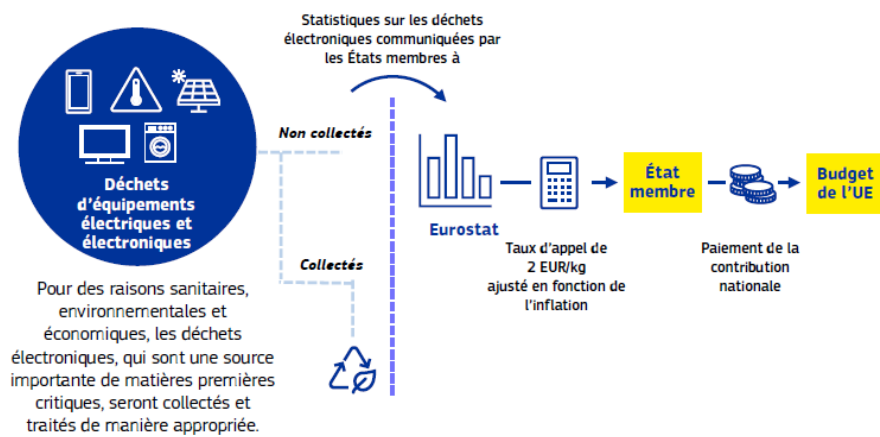 Statistiques sur les déchets
électroniques communiquées par
les États membres à
Non collectés
Déchets
d'équipements
électriques et
électroniques
Collectés
Pour des raisons sanitaires,
environnementales et
économiques, les déchets
électroniques, qui sont une source
importante de matières premières
critiques, seront collectés et
traités de manière appropriée.
Eurostat
Taux d'appel de
2 EUR/kg
ajusté en fonction de
l'inflation
État
membre
Paiement de la
contribution
nationale
Budget
de l'UE